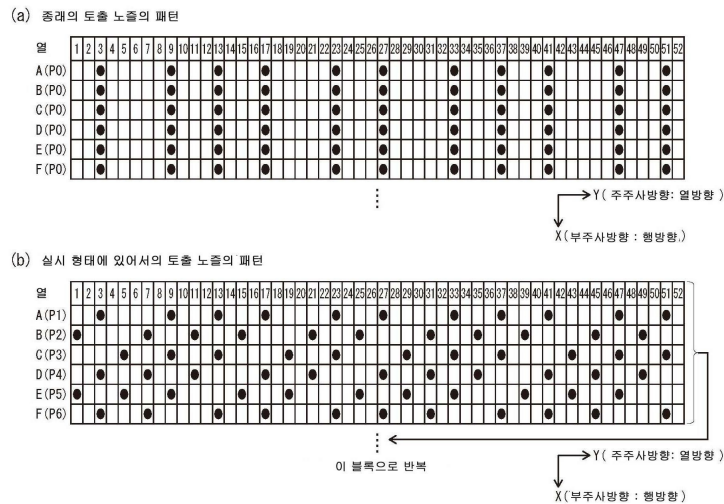 (a) 종래의 토출 노즐의 패턴
열 1 2 3 4 5 6 7 8 9 10 11 12 13 14 15 16 17 18 19 20 21 22 23 24 25 26 27 28 29 30 31 32 33 34 35 36 37 38 39 40 41 42 43 44 45 46 47 48 49 50 51 52
A(P0)
B(P0)
C(P0)
D(P0)
E(P0)
F(P0)
Y( 주주사방향: 열방향 )
X(부주사방향 : 행방향.)
(b) 실시 형태에 있어서의 토출 노즐의 패턴
열 1 2 3 4 5 6 7 8 9 10 11 12 13 14 15 16 17 18 19 20 21 22 23 24 25 26 27 28 29 30 31 32 33 34 35 36 37 38 39 40 41 42 43 44 45 46 47 48 49 50 51 52
A(P1)
B(P2)
C(P3)
D(P4)
E(P5)
F(P6)
이 블록으로 반복
Y( 주주사방향: 열방향 )
X(부주사방향 : 행방향)